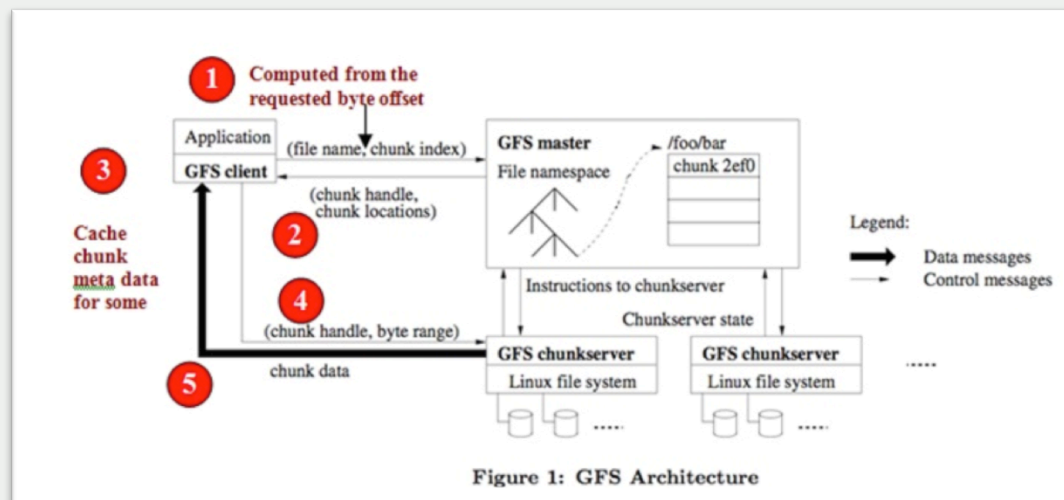 1
Computed from the
requested byte offset
Application
GFS client
(file name, chunk index)
GFS master
File namespace
/foo/bar
chunk 2ef0
3
Cache
chunk
meta data
for some
(chunk handle,
chunk locations)
2
Legend:
Data messages
Control messages
4
Instructions to chunkserver
Chunkserver state
(chunk handle, byte range)
chunk data
5
GFS chunkserver
Linux file system
GFS chunkserver
Linux file system
.....
.....
.....
Figure 1: GFS Architecture